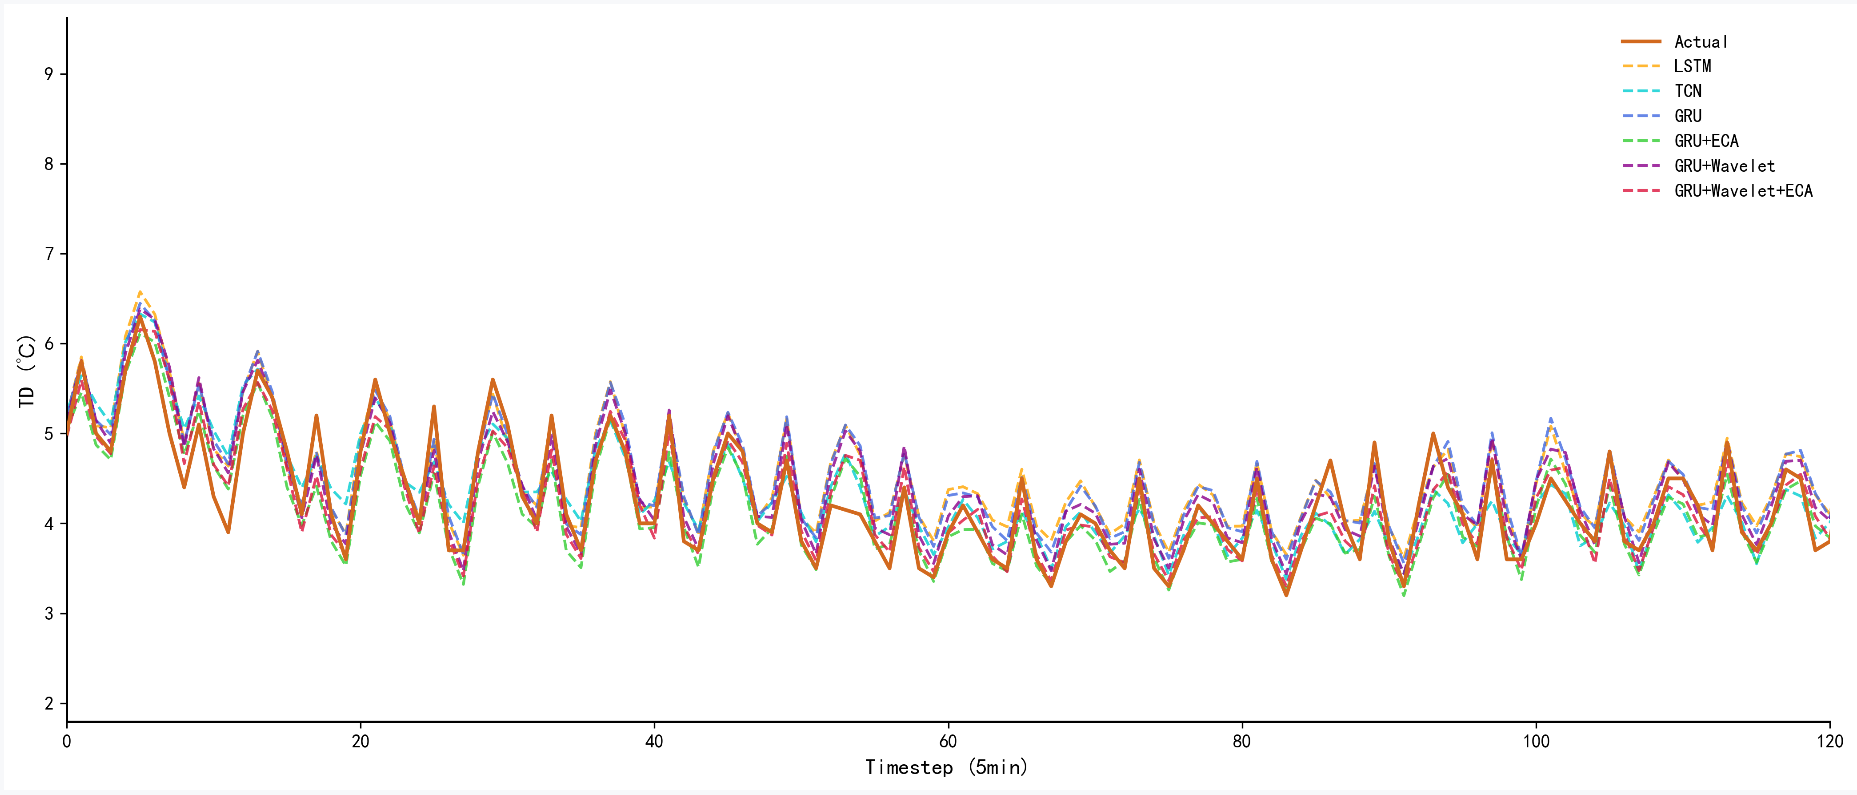 Actual
LSTM
TCN
GRU
GRU+ECA
GRU+Wavelet
GRU+Wavelet+ECA
9
8
7
6
5
4
3
2
TD (℃)
0 20 40 60 80 100 120
Timestep (5min)